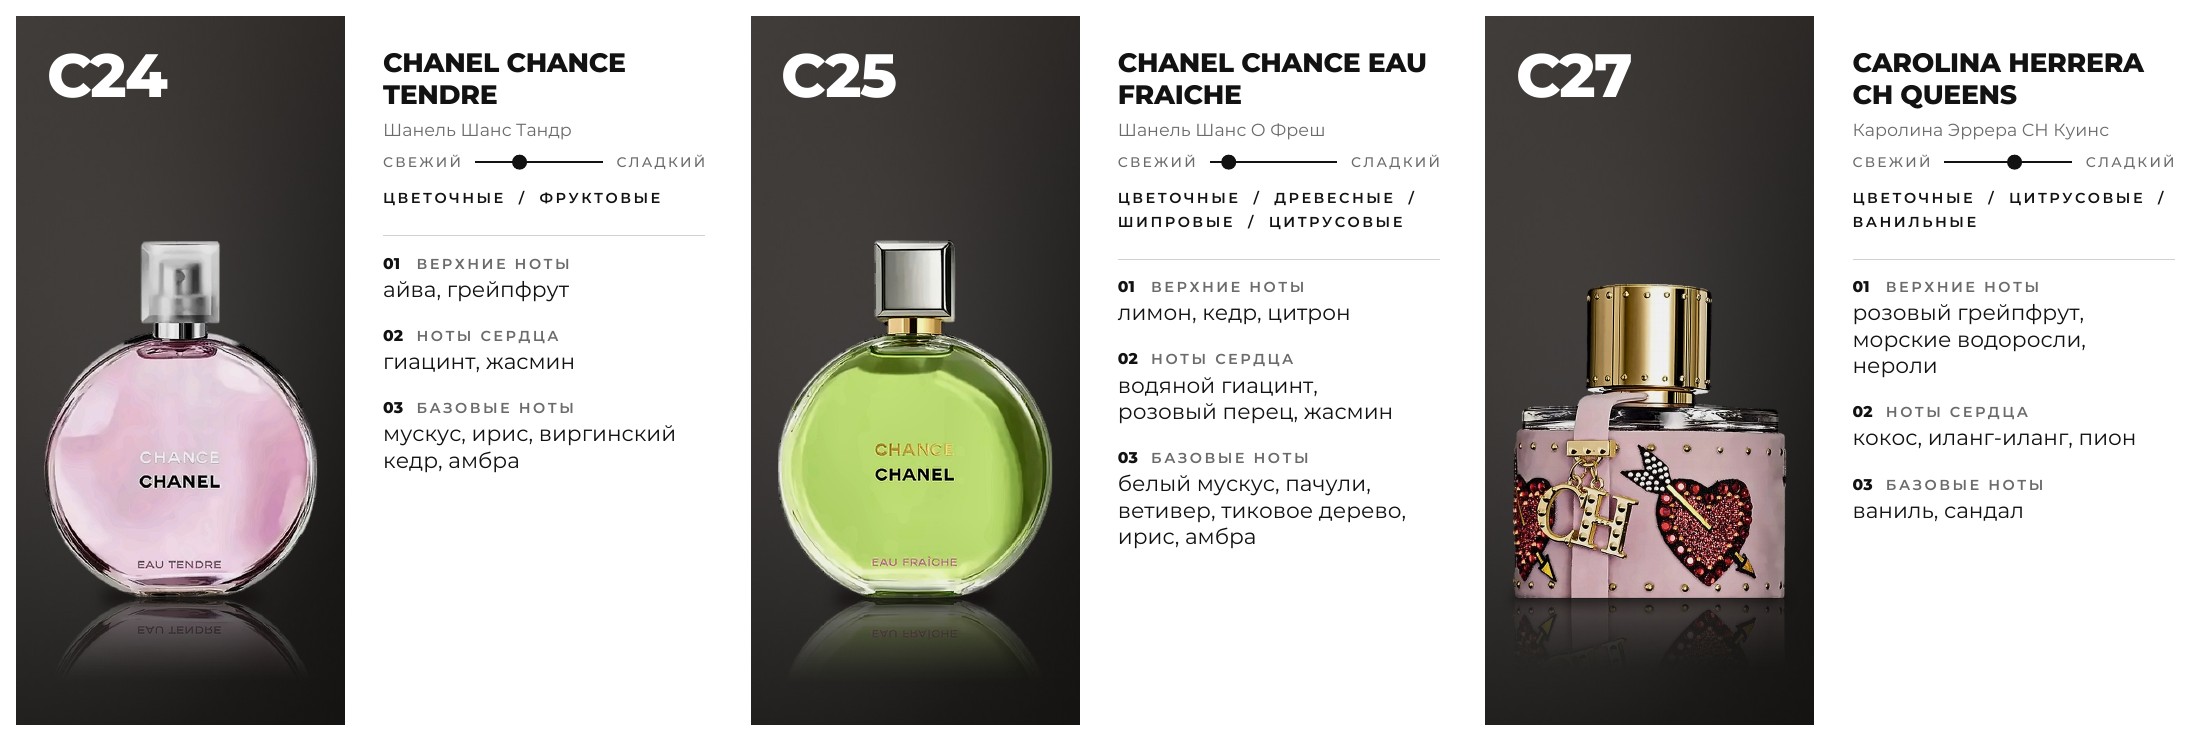 C24
CHANCE
CHANEL
EAU TENDRE
CHANEL CHANCE
TENDRE
Шанель Шанс Тандр
СВЕЖИЙ СЛАДКИЙ
ЦВЕТОЧНЫЕ / ФРУКТОВЫЕ
01 ВЕРХНИЕ НОТЫ
айва, грейпфрут
02 НОТЫ СЕРДЦА
гиацинт, жасмин
03 БАЗОВЫЕ НОТЫ
мускус, ирис, виргинский
кедр, амбра
C25
CHANCE
CHANEL
EAU FRAÎCHE
CHANEL CHANCE EAU
FRAICHE
Шанель Шанс О Фреш
СВЕЖИЙ СЛАДКИЙ
ЦВЕТОЧНЫЕ / ДРЕВЕСНЫЕ /
ШИПРОВЫЕ / ЦИТРУСОВЫЕ
01 ВЕРХНИЕ НОТЫ
лимон, кедр, цитрон
02 НОТЫ СЕРДЦА
водяной гиацинт,
розовый перец, жасмин
03 БАЗОВЫЕ НОТЫ
белый мускус, пачули,
ветивер, тиковое дерево,
ирис, амбра
C27
CH
CAROLINA HERRERA
CH QUEENS
Каролина Эррера СН Куинс
СВЕЖИЙ СЛАДКИЙ
ЦВЕТОЧНЫЕ / ЦИТРУСОВЫЕ /
ВАНИЛЬНЫЕ
01 ВЕРХНИЕ НОТЫ
розовый грейпфрут,
морские водоросли,
нероли
02 НОТЫ СЕРДЦА
кокос, иланг-иланг, пион
03 БАЗОВЫЕ НОТЫ
ваниль, сандал